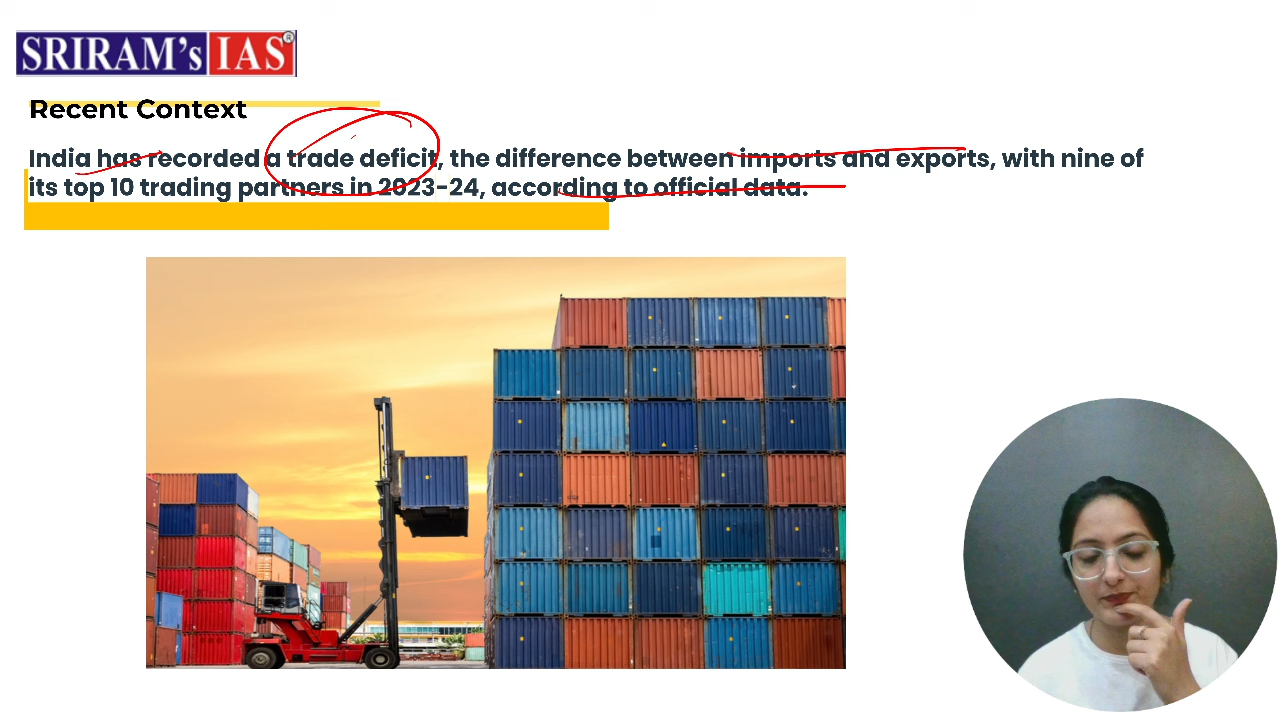 SRIRAM's IAS®
Recent Context
India has recorded a trade deficit, the difference between imports and exports, with nine of
its top 10 trading partners in 2023-24, according to official data.